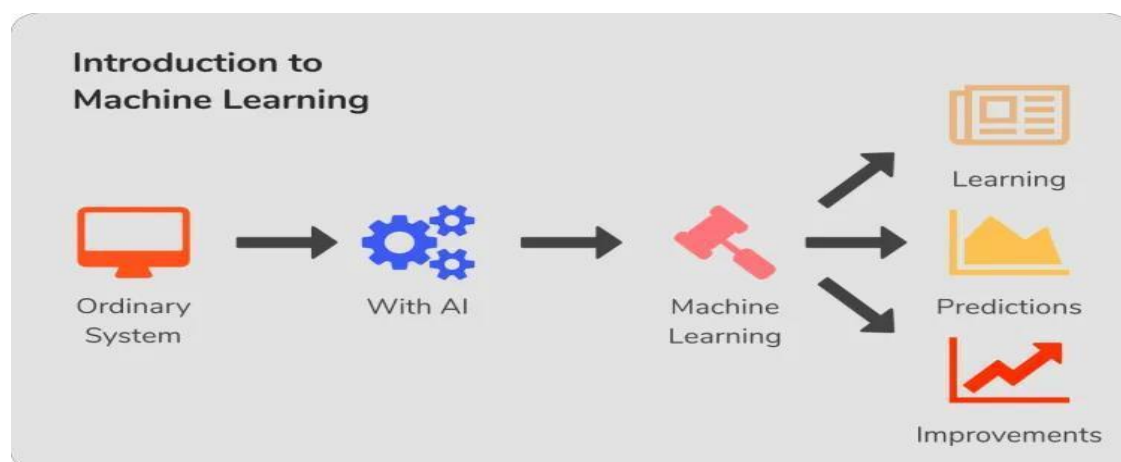 Introduction to
Machine Learning
Ordinary
System
With AI
Machine
Learning
Learning
Predictions
Improvements